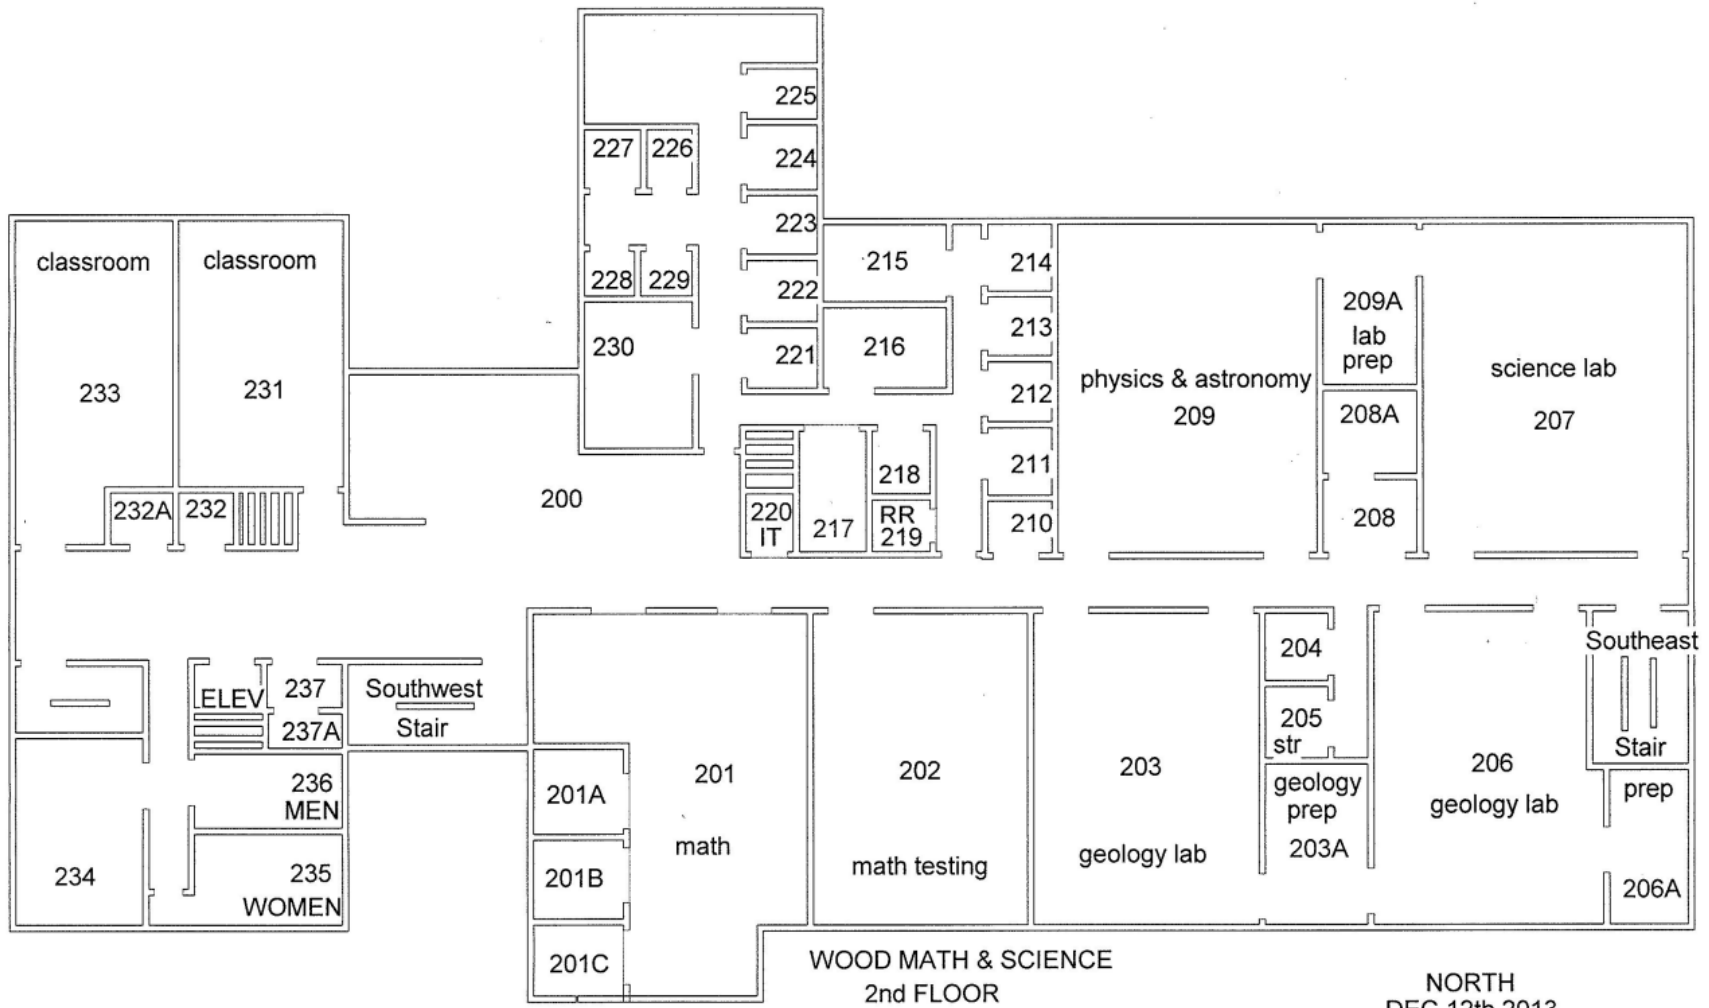 225
227 226
224
223
classroom
classroom
215
214
228 229
222
209A
lab
prep
213
230
221
216
233
231
physics & astronomy
209
212
science lab
207
208A
211
218
200
232A 232
220
IT
217
RR
219
210
208
204
Southeast
Stair
ELEV
237
237A
Southwest
Stair
205
str
201
math
202
math testing
203
geology lab
geology
prep
203A
206
geology lab
prep
206A
236
MEN
201A
234
235
WOMEN
201B
201C
WOOD MATH & SCIENCE
2nd FLOOR
NORTH
DEC 12th 2013